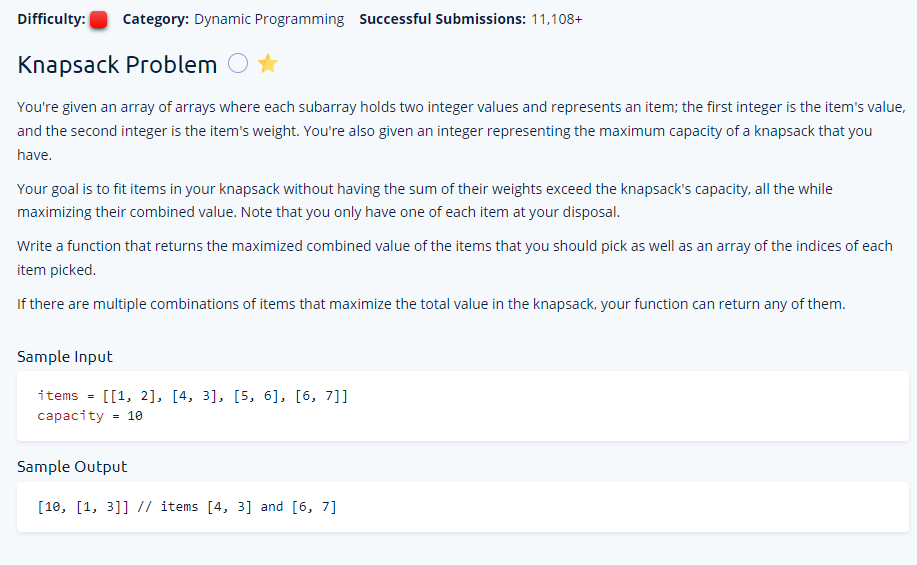 Difficulty: Category: Dynamic Programming Successful Submissions: 11,108+
Knapsack Problem
You're given an array of arrays where each subarray holds two integer values and represents an item; the first integer is the item's value,
and the second integer is the item's weight. You're also given an integer representing the maximum capacity of a knapsack that you
have.
Your goal is to fit items in your knapsack without having the sum of their weights exceed the knapsack's capacity, all the while
maximizing their combined value. Note that you only have one of each item at your disposal.
Write a function that returns the maximized combined value of the items that you should pick as well as an array of the indices of each
item picked.
If there are multiple combinations of items that maximize the total value in the knapsack, your function can return any of them.
Sample Input
items = [[1, 2], [4, 3], [5, 6], [6, 7]]
capacity = 10
Sample Output
[10, [1, 3]] // items [4, 3] and [6, 7]